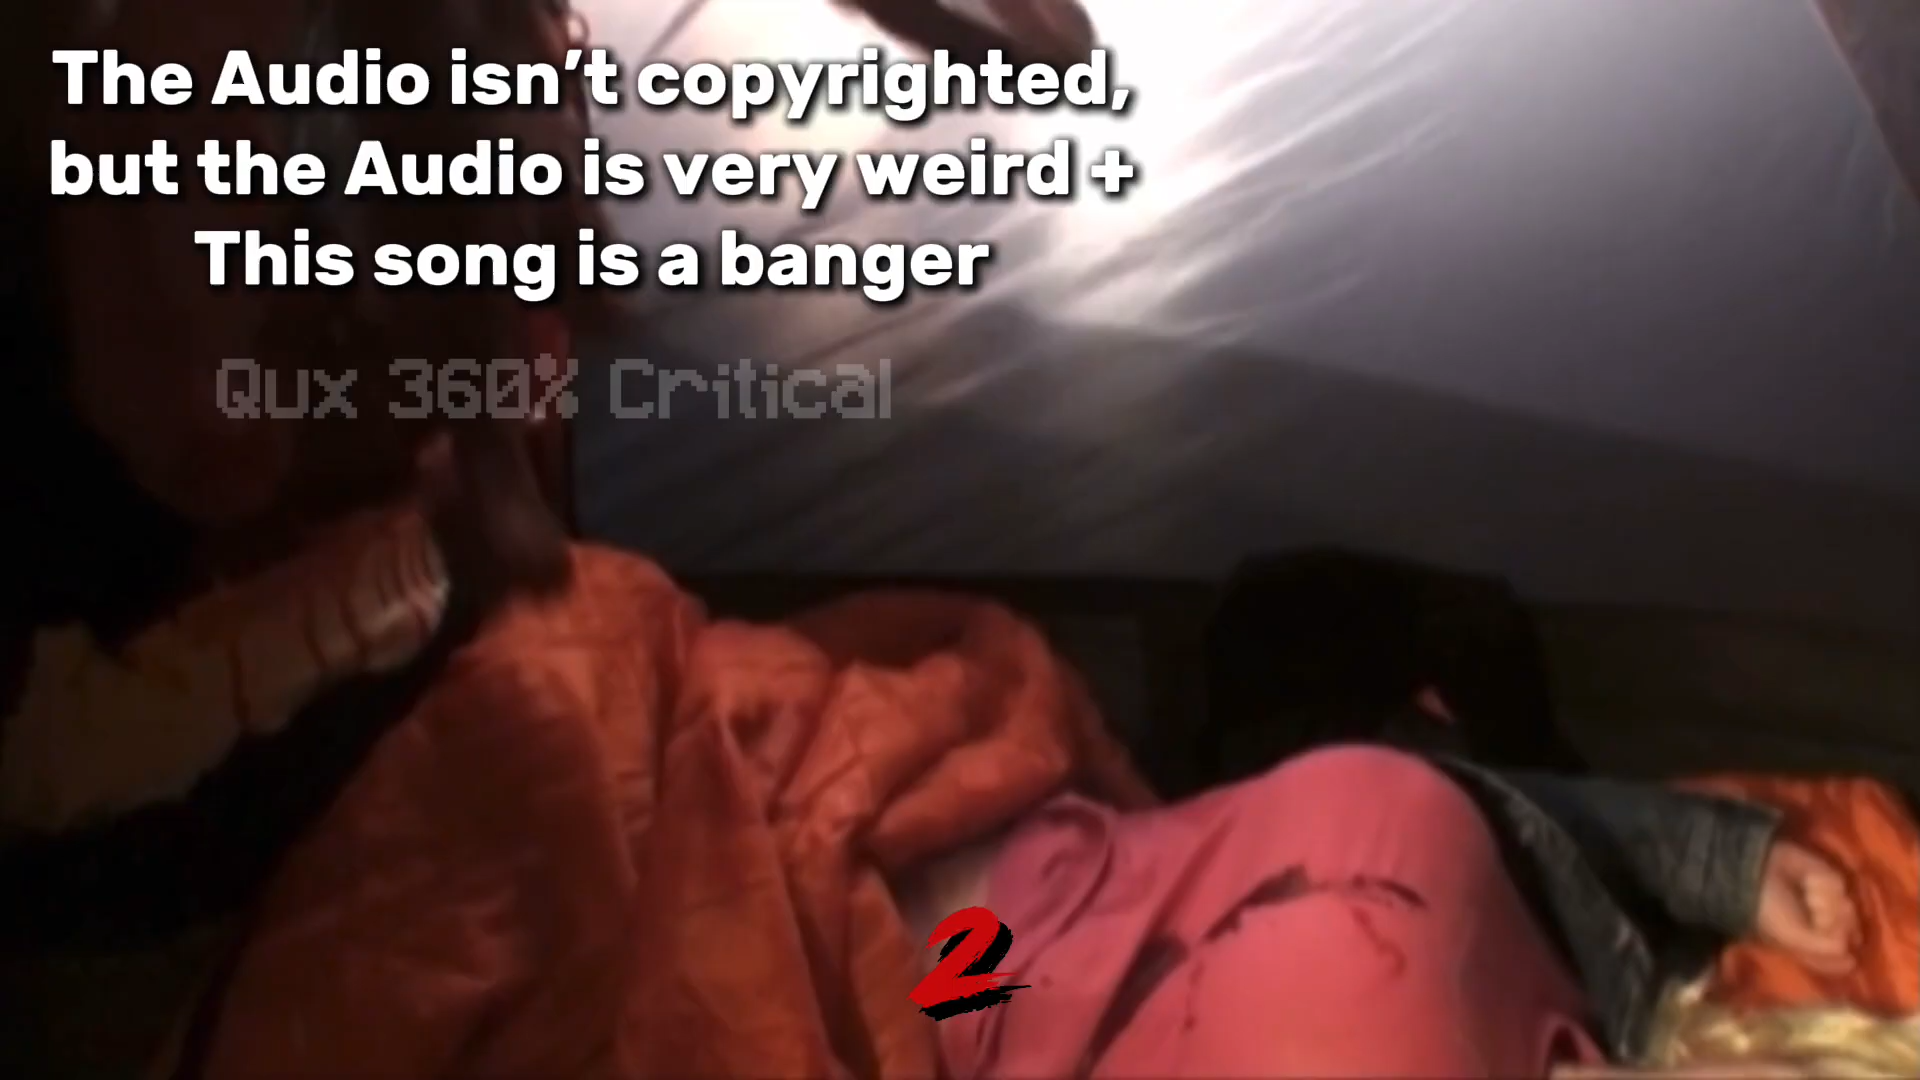 The Audio isn’t copyrighted,
but the Audio is very weird +
This song is a banger
Qux 360% Critical
2